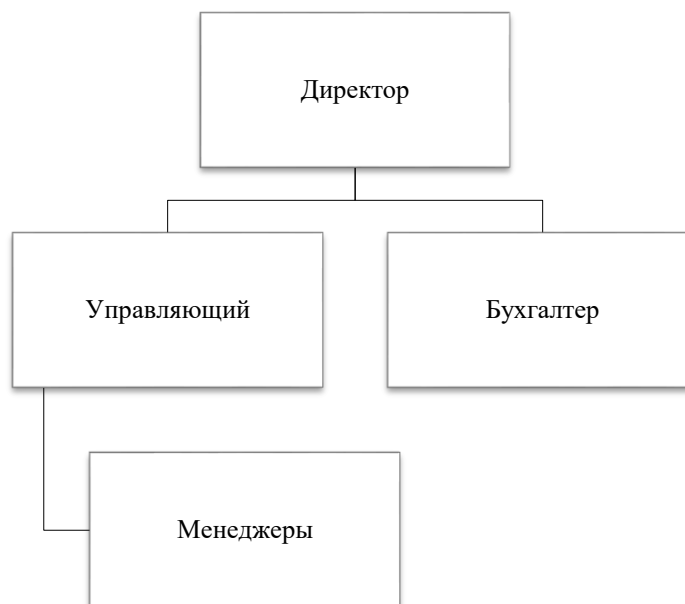 Директор
Управляющий
Бухгалтер
Менеджеры